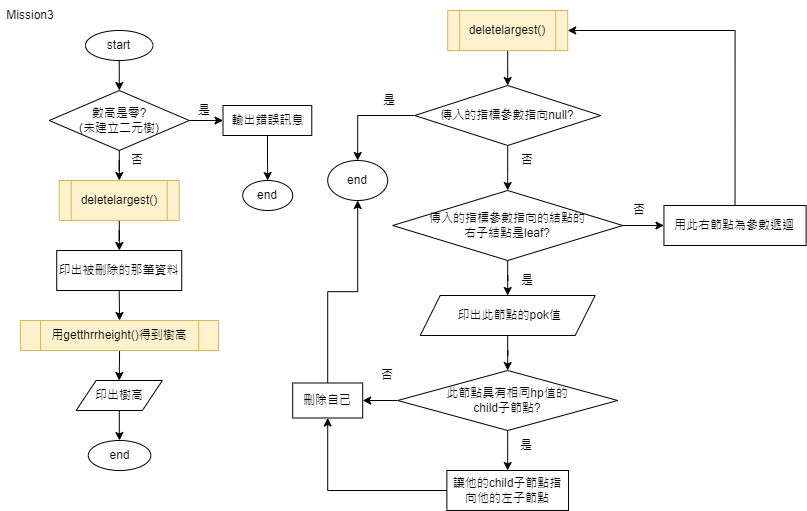 Mission3
start
數高是零?
(未建立二元樹)
是
輸出錯誤訊息
end
否
deletelargest()
印出被刪除的那筆資料
用getthrrheight()得到樹高
印出樹高
end
deletelargest()
傳入的指標參數指向null?
是
end
否
傳入的指標參數指向的結點的
右子結點是leaf?
否
用此右節點為參數遞迴
是
印出此節點的pok值
此節點具有相同hp值的
child子節點?
否
刪除自己
是
讓他的child子節點指
向他的左子節點